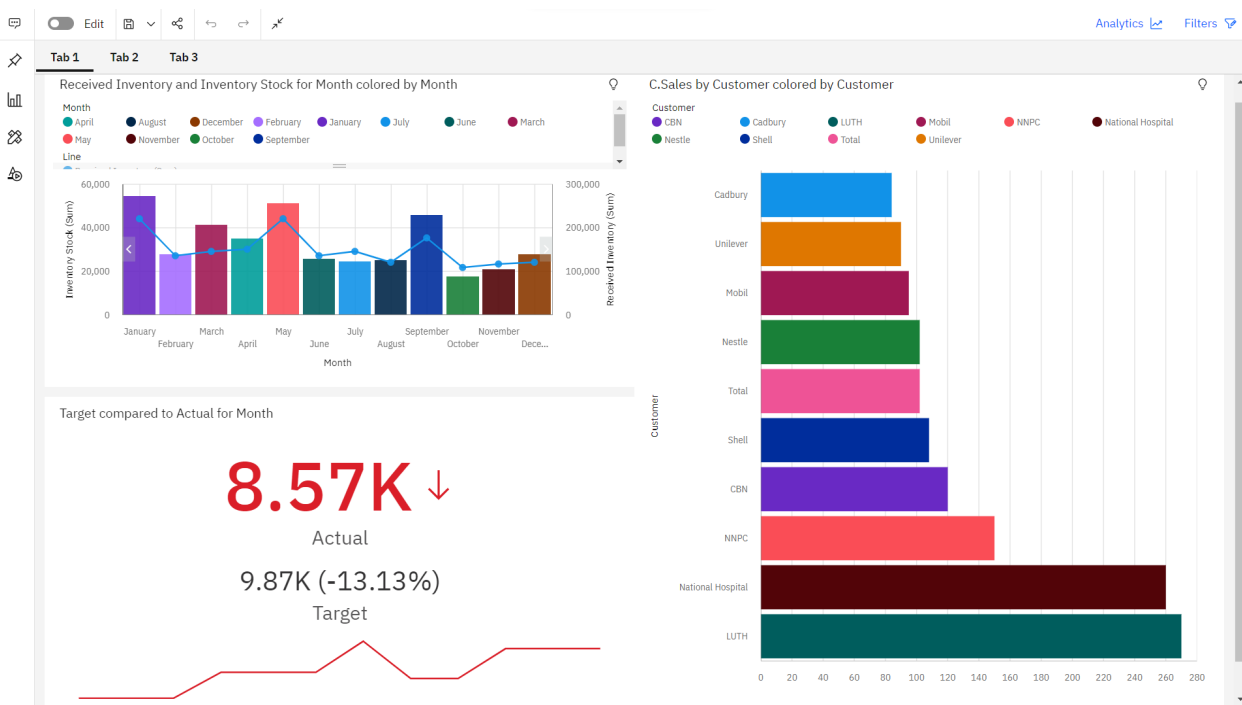 Edit
Analytics
Filters
Tab 1 Tab 2 Tab 3
Received Inventory and Inventory Stock for Month colored by Month
Month
April August December February January July June March
May November October September
Line
60,000
40,000
20,000
0
Inventory Stock (Sum)
300,000
200,000
100,000
0
Received Inventory (Sum)
January March May July September November
February April June August October Dece...
Month
Target compared to Actual for Month
8.57K
Actual
9.87K (-13.13%)
Target
C.Sales by Customer colored by Customer
Customer
CBN Cadbury LUTH Mobil NNPC National Hospital
Nestle Shell Total Unilever
Customer
Cadbury
Unilever
Mobil
Nestle
Total
Shell
CBN
NNPC
National Hospital
LUTH
0 20 40 60 80 100 120 140 160 180 200 220 240 260 280